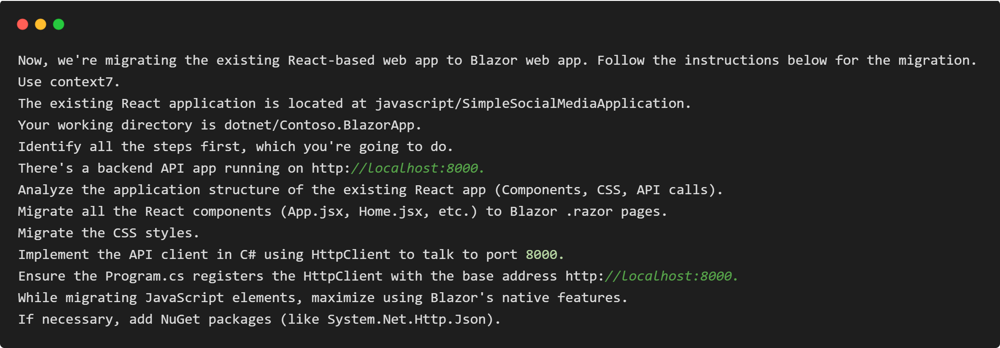 Now, we're migrating the existing React-based web app to Blazor web app. Follow the instructions below for the migration.
Use context7.
The existing React application is located at javascript/SimpleSocialMediaApplication.
Your working directory is dotnet/Contoso.BlazorApp.
Identify all the steps first, which you're going to do.
There's a backend API app running on http://localhost:8000.
Analyze the application structure of the existing React app (Components, CSS, API calls).
Migrate all the React components (App.jsx, Home.jsx, etc.) to Blazor .razor pages.
Migrate the CSS styles.
Implement the API client in C# using HttpClient to talk to port 8000.
Ensure the Program.cs registers the HttpClient with the base address http://localhost:8000.
While migrating JavaScript elements, maximize using Blazor's native features.
If necessary, add NuGet packages (like System.Net.Http.Json).